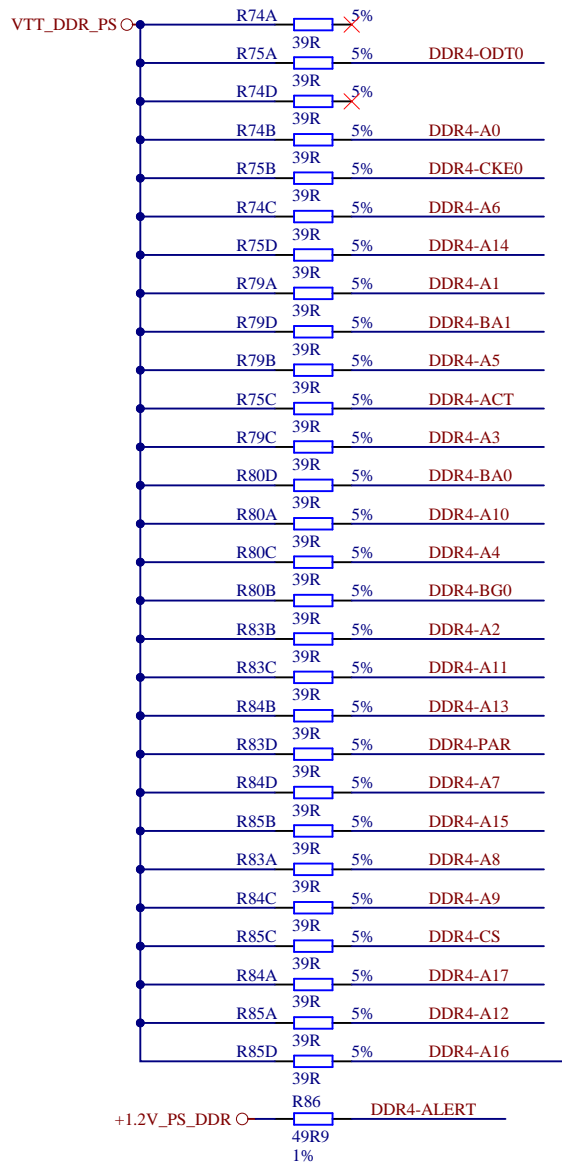 VTT_DDR_PS R74A 5%
39R
R75A 5% DDR4-ODT0
39R
R74D 5%
39R
R74B 5% DDR4-A0
39R
R75B 5% DDR4-CKE0
39R
R74C 5% DDR4-A6
39R
R75D 5% DDR4-A14
39R
R79A 5% DDR4-A1
39R
R79D 5% DDR4-BA1
39R
R79B 5% DDR4-A5
39R
R75C 5% DDR4-ACT
39R
R79C 5% DDR4-A3
39R
R80D 5% DDR4-BA0
39R
R80A 5% DDR4-A10
39R
R80C 5% DDR4-A4
39R
R80B 5% DDR4-BG0
39R
R83B 5% DDR4-A2
39R
R83C 5% DDR4-A11
39R
R84B 5% DDR4-A13
39R
R83D 5% DDR4-PAR
39R
R84D 5% DDR4-A7
39R
R85B 5% DDR4-A15
39R
R83A 5% DDR4-A8
39R
R84C 5% DDR4-A9
39R
R85C 5% DDR4-CS
39R
R84A 5% DDR4-A17
39R
R85A 5% DDR4-A12
39R
R85D 5% DDR4-A16
39R
R86
+1.2V_PS_DDR DDR4-ALERT
49R9
1%